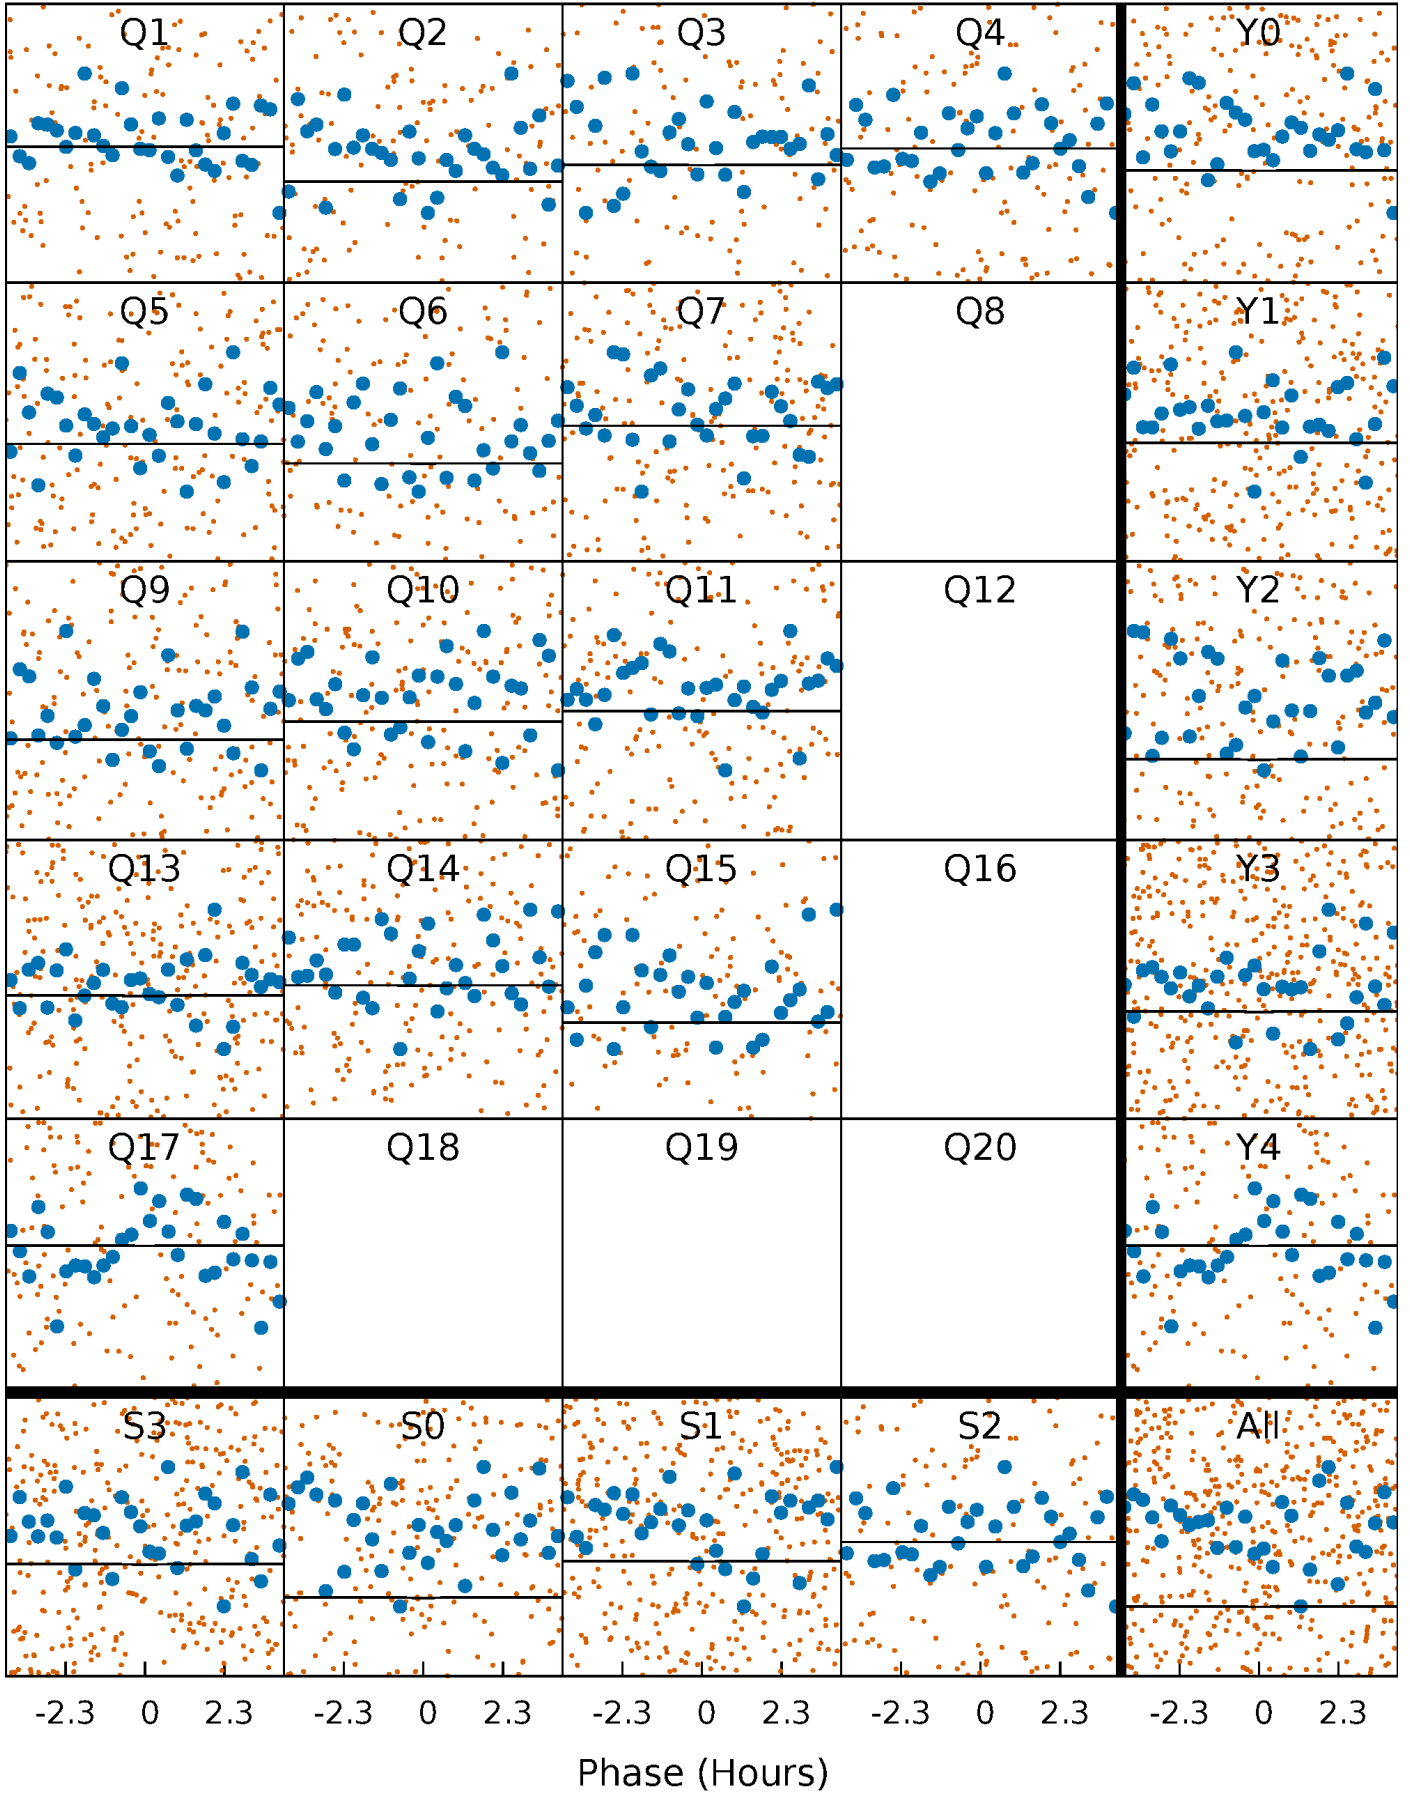 Q1 Q2 Q3 Q4 Y0
Q5 Q6 Q7 Q8 Y1
Q9 Q10 Q11 Q12 Y2
Q13 Q14 Q15 Q16 Y3
Q17 Q18 Q19 Q20 Y4
S3 S0 S1 S2 All
-2.3 0 2.3 -2.3 0 2.3 -2.3 0 2.3 -2.3 0 2.3 -2.3 0 2.3
Phase (Hours)